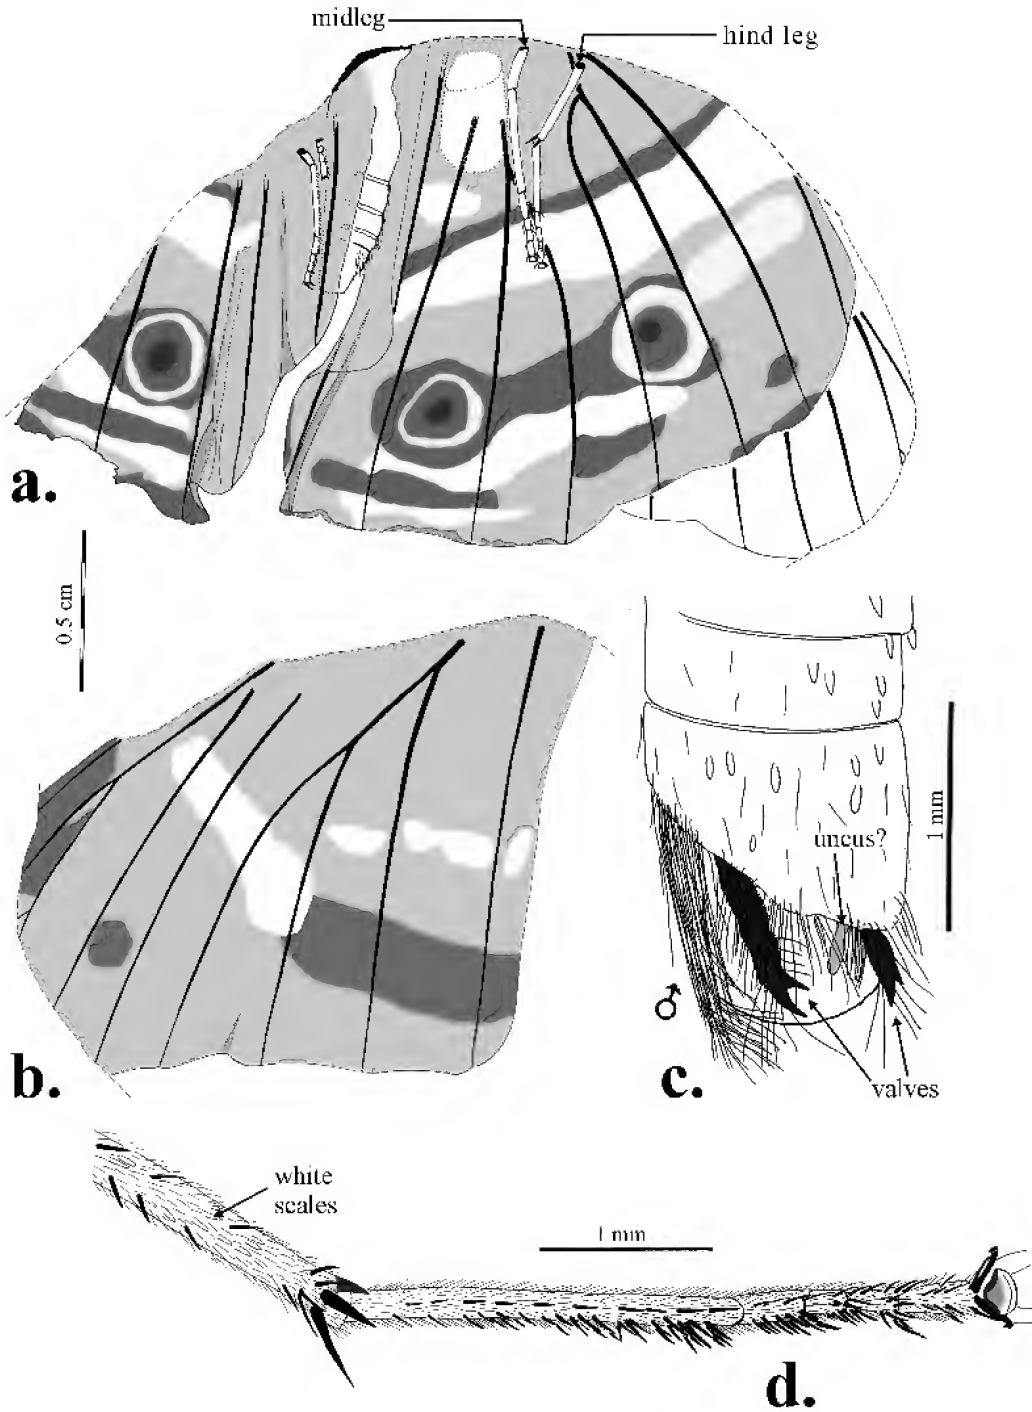 midleg
hind leg
a.
0.5 cm
b.
uncus?
1 mm
♂
c.
valves
white
scales
1 mm
d.